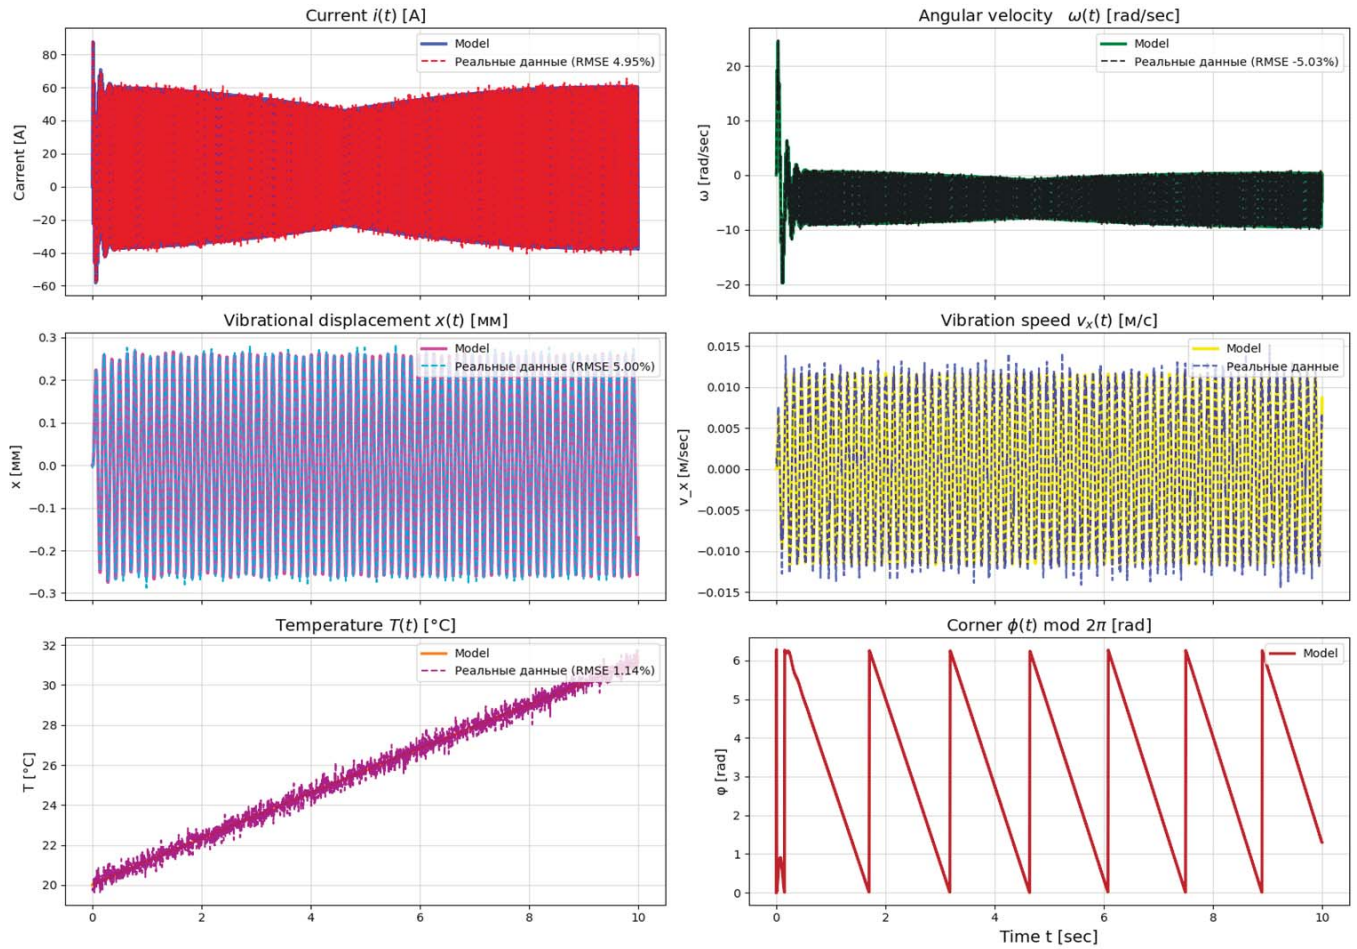 Current i(t) [A]
Model
Реальные данные (RMSE 4.95%)
Carrent [A]
80
60
40
20
0
−20
−40
−60
Angular velocity ω(t) [rad/sec]
Model
Реальные данные (RMSE -5.03%)
ω [rad/sec]
20
10
0
−10
−20
Vibrational displacement x(t) [мм]
Model
Реальные данные (RMSE 5.00%)
x [мм]
0.3
0.2
0.1
0.0
−0.1
−0.2
−0.3
Vibration speed vₓ(t) [м/с]
Model
Реальные данные
v_x [м/sec]
0.015
0.010
0.005
0.000
−0.005
−0.010
−0.015
Temperature T(t) [°C]
Model
Реальные данные (RMSE 1.14%)
T [°C]
32
30
28
26
24
22
20
0 2 4 6 8 10
Corner ϕ(t) mod 2π [rad]
Model
φ [rad]
6
5
4
3
2
1
0
0 2 4 6 8 10
Time t [sec]